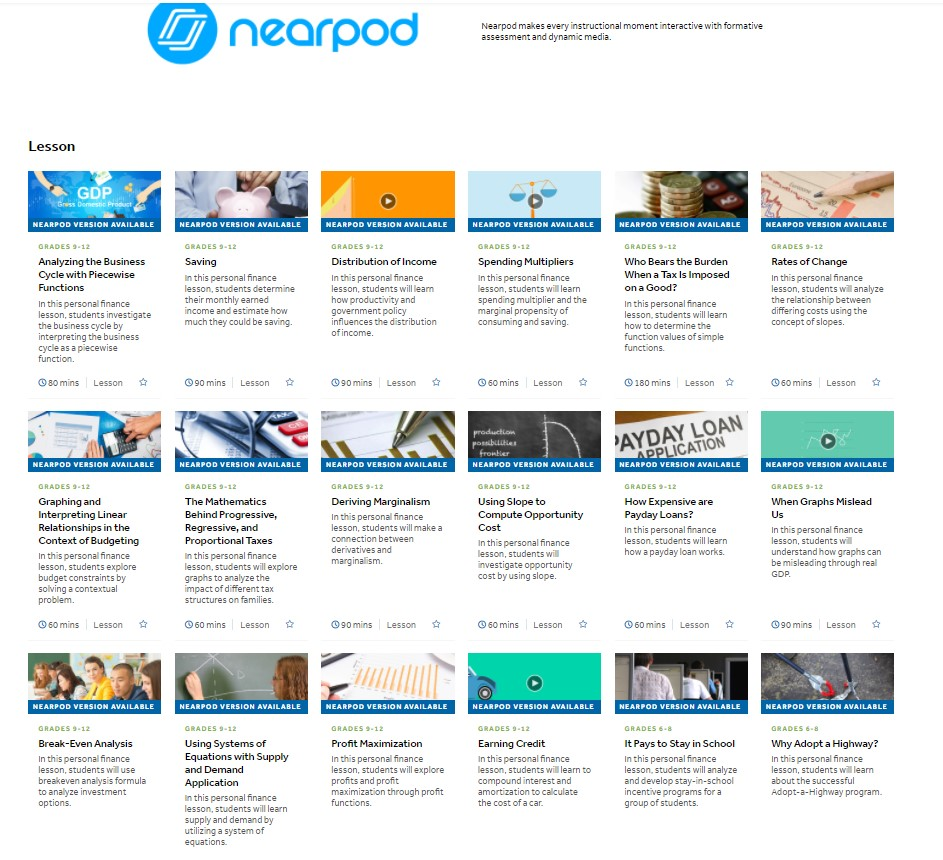 nearpod
Nearpod makes every instructional moment interactive with formative
assessment and dynamic media.
Lesson
GDP
Gross Domestic Product
NEARPOD VERSION AVAILABLE
GRADES 9-12
Analyzing the Business
Cycle with Piecewise
Functions
In this personal finance
lesson, students investigate
the business cycle by
interpreting the business
cycle as a piecewise
function.
80 mins
Lesson
NEARPOD VERSION AVAILABLE
GRADES 9-12
Saving
In this personal finance
lesson, students determine
their monthly earned
income and estimate how
much they could be saving.
90 mins
Lesson
NEARPOD VERSION AVAILABLE
GRADES 9-12
Distribution of Income
In this personal finance
lesson, students will learn
how productivity and
government policy
influences the distribution
of income.
90 mins
Lesson
NEARPOD VERSION AVAILABLE
GRADES 9-12
Spending Multipliers
In this personal finance
lesson, students will learn
spending multiplier and the
marginal propensity of
consuming and saving.
60 mins
Lesson
NEARPOD VERSION AVAILABLE
GRADES 9-12
Who Bears the Burden
When a Tax Is Imposed
on a Good?
In this personal finance
lesson, students will learn
how to determine the
function values of simple
functions.
180 mins
Lesson
NEARPOD VERSION AVAILABLE
GRADES 9-12
Rates of Change
In this personal finance
lesson, students will analyze
the relationship between
differing costs using the
concept of slopes.
60 mins
Lesson
NEARPOD VERSION AVAILABLE
GRADES 9-12
Graphing and
Interpreting Linear
Relationships in the
Context of Budgeting
In this personal finance
lesson, students explore
budget constraints by
solving a contextual
problem.
60 mins
Lesson
NEARPOD VERSION AVAILABLE
GRADES 9-12
The Mathematics
Behind Progressive,
Regressive, and
Proportional Taxes
In this personal finance
lesson, students will explore
graphs to analyze the
impact of different tax
structures on families.
60 mins
Lesson
NEARPOD VERSION AVAILABLE
GRADES 9-12
Deriving Marginalism
In this personal finance
lesson, students will make a
connection between
derivatives and
marginalism.
90 mins
Lesson
production
possibilities
frontier
NEARPOD VERSION AVAILABLE
GRADES 9-12
Using Slope to
Compute Opportunity
Cost
In this personal finance
lesson, students will
investigate opportunity
cost by using slope.
60 mins
Lesson
PAYDAY LOAN
APPLICATION
NEARPOD VERSION AVAILABLE
GRADES 9-12
How Expensive are
Payday Loans?
In this personal finance
lesson, students will learn
how a payday loan works.
60 mins
Lesson
NEARPOD VERSION AVAILABLE
GRADES 9-12
When Graphs Mislead
Us
In this personal finance
lesson, students will
understand how graphs can
be misleading through real
GDP.
90 mins
Lesson
NEARPOD VERSION AVAILABLE
GRADES 9-12
Break-Even Analysis
In this personal finance
lesson, students will use
breakeven analysis formula
to analyze investment
options.
NEARPOD VERSION AVAILABLE
GRADES 9-12
Using Systems of
Equations with Supply
and Demand
Application
In this personal finance
lesson, students will learn
supply and demand by
utilizing a system of
equations.
NEARPOD VERSION AVAILABLE
GRADES 9-12
Profit Maximization
In this personal finance
lesson, students will explore
profits and profit
maximization through profit
functions.
NEARPOD VERSION AVAILABLE
GRADES 9-12
Earning Credit
In this personal finance
lesson, students will learn to
compound interest and
amortization to calculate
the cost of a car.
NEARPOD VERSION AVAILABLE
GRADES 6-8
It Pays to Stay in School
In this personal finance
lesson, students will analyze
and develop stay-in-school
incentive programs for a
group of students.
NEARPOD VERSION AVAILABLE
GRADES 6-8
Why Adopt a Highway?
In this personal finance
lesson, students will learn
about the successful
Adopt-a-Highway program.